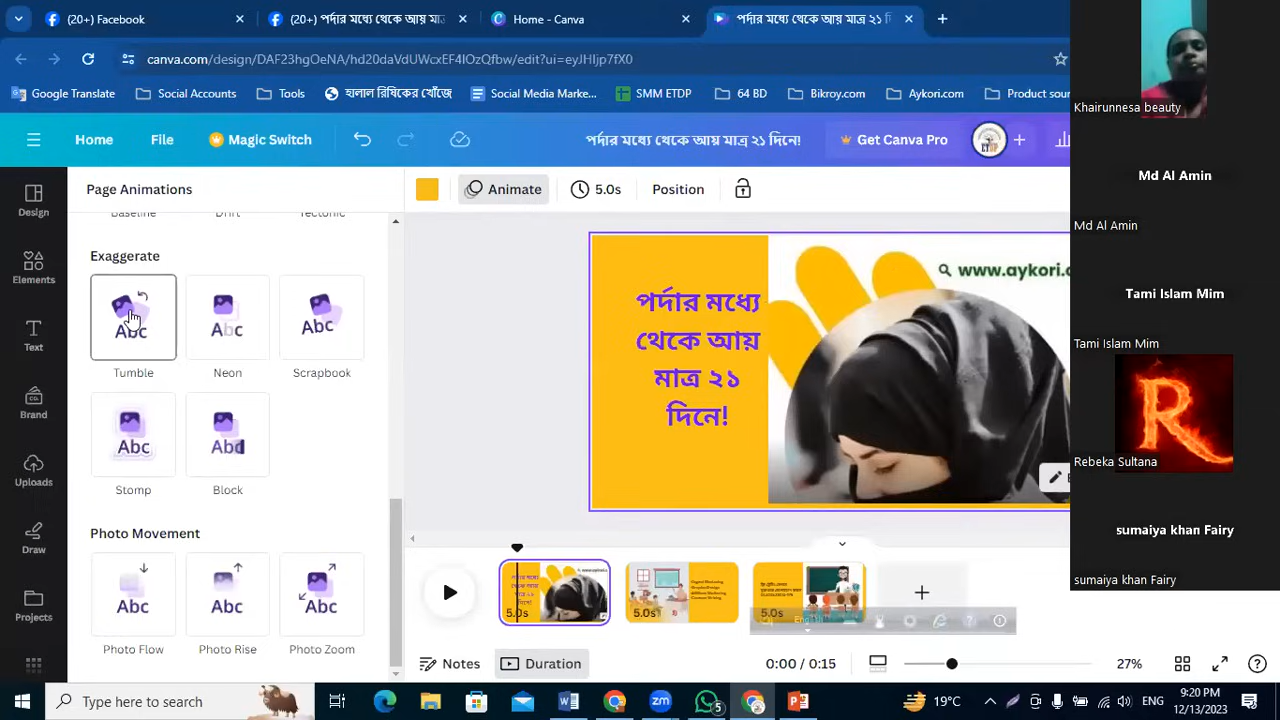 (20+) Facebook
(20+) পর্দার মধ্যে থেকে আয় মাত্র
Home - Canva
পর্দার মধ্যে থেকে আয় মাত্র ২১ দি
canva.com/design/DAF23hgOeNA/hd20daVdUWcxEF4IOzQfbw/edit?ui=eyJHIjp7fX0
Google Translate
Social Accounts
Tools
হালাল রিযিকের খোঁজে
Social Media Marke...
SMM ETDP
64 BD
Bikroy.com
Aykori.com
Product sour
Home
File
Magic Switch
পর্দার মধ্যে থেকে আয় মাত্র ২১ দিনে!
Get Canva Pro
Page Animations
Animate
5.0s
Position
Design
Elements
Text
Brand
Uploads
Draw
Projects
Baseline
Drift
Tectonic
Exaggerate
Abc
Abc
Abc
Tumble
Neon
Scrapbook
Abc
Abc
Stomp
Block
Photo Movement
Abc
Abc
Abc
Photo Flow
Photo Rise
Photo Zoom
www.aykori.c
পর্দার মধ্যে
থেকে আয়
মাত্র ২১
দিনে!
5.0s
5.0s
5.0s
Notes
Duration
0:00 / 0:15
27%
Khairunnesa beauty
Md Al Amin
Md Al Amin
Tami Islam Mim
Tami Islam Mim
R
Rebeka Sultana
sumaiya khan Fairy
sumaiya khan Fairy
Type here to search
zm
5
19°C
ENG
9:20 PM
12/13/2023